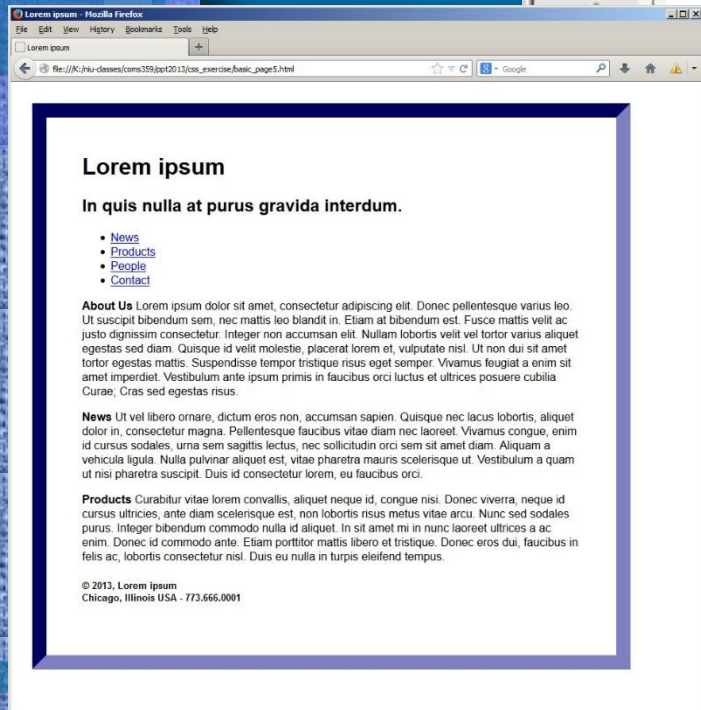 Lorem ipsum - Mozilla Firefox
File Edit View History Bookmarks Tools Help
Lorem ipsum
file:///K:/niu-classes/coms359/ppt2013/css_exercise/basic_page5.html
Google
Lorem ipsum
In quis nulla at purus gravida interdum.
• News
• Products
• People
• Contact
About Us Lorem ipsum dolor sit amet, consectetur adipiscing elit. Donec pellentesque varius leo.
Ut suscipit bibendum sem, nec mattis leo blandit in. Etiam at bibendum est. Fusce mattis velit ac
justo dignissim consectetur. Integer non accumsan elit. Nullam lobortis velit vel tortor varius aliquet
egestas sed diam. Quisque id velit molestie, placerat lorem et, vulputate nisl. Ut non dui sit amet
tortor egestas mattis. Suspendisse tempor tristique risus eget semper. Vivamus feugiat a enim sit
amet imperdiet. Vestibulum ante ipsum primis in faucibus orci luctus et ultrices posuere cubilia
Curae; Cras sed egestas risus.
News Ut vel libero ornare, dictum eros non, accumsan sapien. Quisque nec lacus lobortis, aliquet
dolor in, consectetur magna. Pellentesque faucibus vitae diam nec laoreet. Vivamus congue, enim
id cursus sodales, urna sem sagittis lectus, nec sollicitudin orci sem sit amet diam. Aliquam a
vehicula ligula. Nulla pulvinar aliquet est, vitae pharetra mauris scelerisque ut. Vestibulum a quam
ut nisi pharetra suscipit. Duis id consectetur lorem, eu faucibus orci.
Products Curabitur vitae lorem convallis, aliquet neque id, congue nisi. Donec viverra, neque id
cursus ultricies, ante diam scelerisque est, non lobortis risus metus vitae arcu. Nunc sed sodales
purus. Integer bibendum commodo nulla id aliquet. In sit amet mi in nunc laoreet ultrices a ac
enim. Donec id commodo ante. Etiam porttitor mattis libero et tristique. Donec eros dui, faucibus in
felis ac, lobortis consectetur nisl. Duis eu nulla in turpis eleifend tempus.
© 2013, Lorem ipsum
Chicago, Illinois USA - 773.666.0001